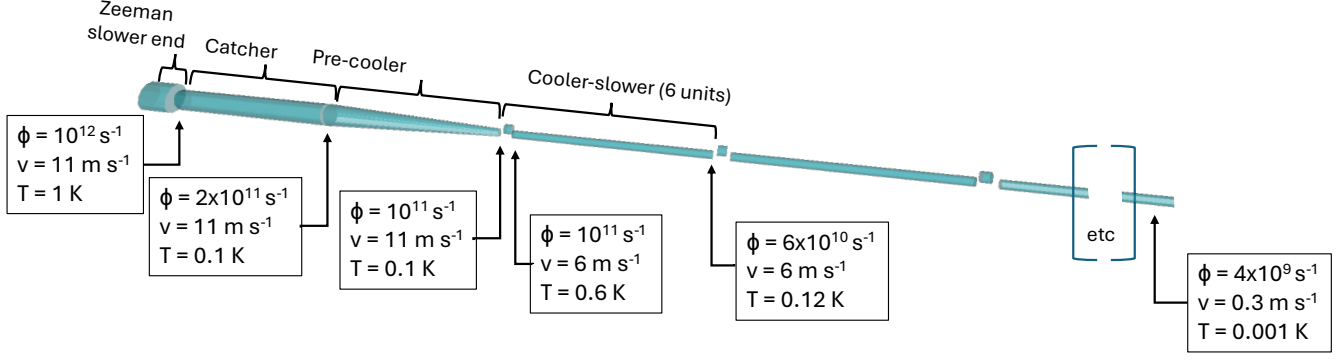 Zeeman
slower end
Catcher
Pre-cooler
Cooler-slower (6 units)
ϕ = 10¹² s⁻¹
v = 11 m s⁻¹
T = 1 K
ϕ = 2x10¹¹ s⁻¹
v = 11 m s⁻¹
T = 0.1 K
ϕ = 10¹¹ s⁻¹
v = 11 m s⁻¹
T = 0.1 K
ϕ = 10¹¹ s⁻¹
v = 6 m s⁻¹
T = 0.6 K
ϕ = 6x10¹⁰ s⁻¹
v = 6 m s⁻¹
T = 0.12 K
etc
ϕ = 4x10⁹ s⁻¹
v = 0.3 m s⁻¹
T = 0.001 K